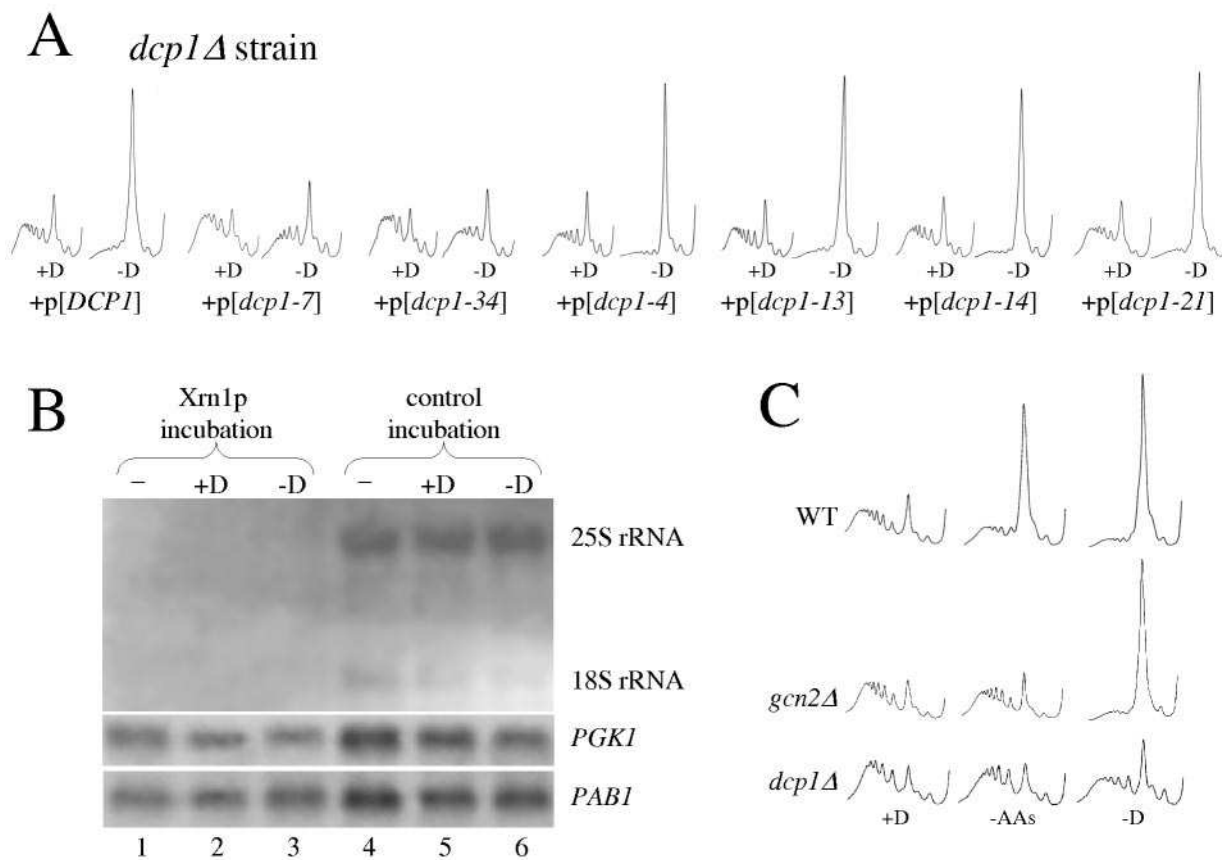 A
dcp1Δ strain
+D -D +D -D +D -D +D -D +D -D +D -D +D -D
+p[DCP1] +p[dcp1-7] +p[dcp1-34] +p[dcp1-4] +p[dcp1-13] +p[dcp1-14] +p[dcp1-21]
B
Xrn1p incubation
control incubation
– +D -D – +D -D
25S rRNA
18S rRNA
PGK1
PAB1
1 2 3 4 5 6
C
WT
gcn2Δ
dcp1Δ
+D -AAs -D